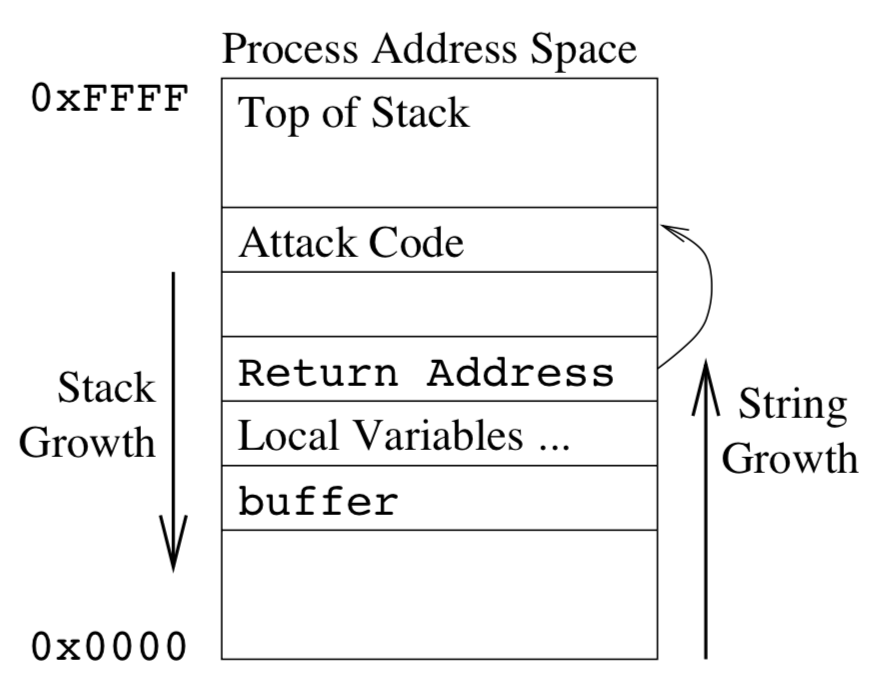 Process Address Space
0xFFFF
Top of Stack
Attack Code
Return Address
Local Variables ...
buffer
Stack
Growth
String
Growth
0x0000